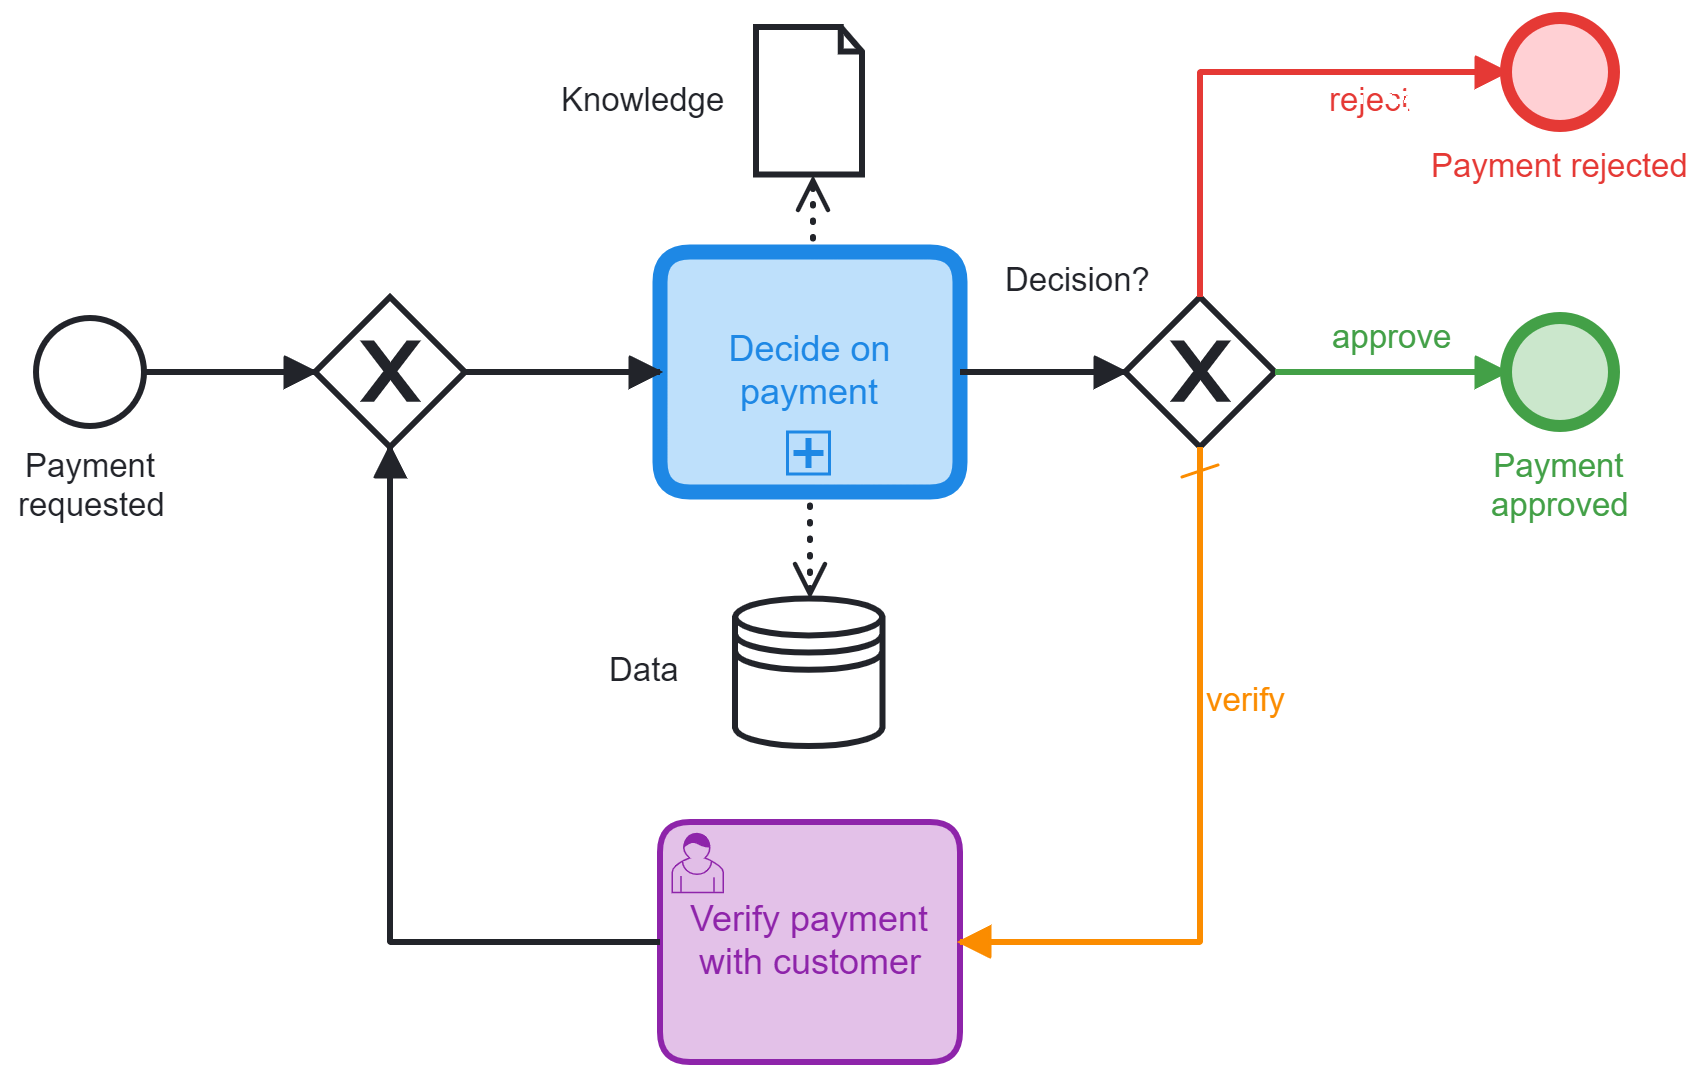 Knowledge
reject
Payment rejected
Decision?
approve
X
X
Decide on
payment
Payment
requested
Payment
approved
Data
verify
Verify payment
with customer